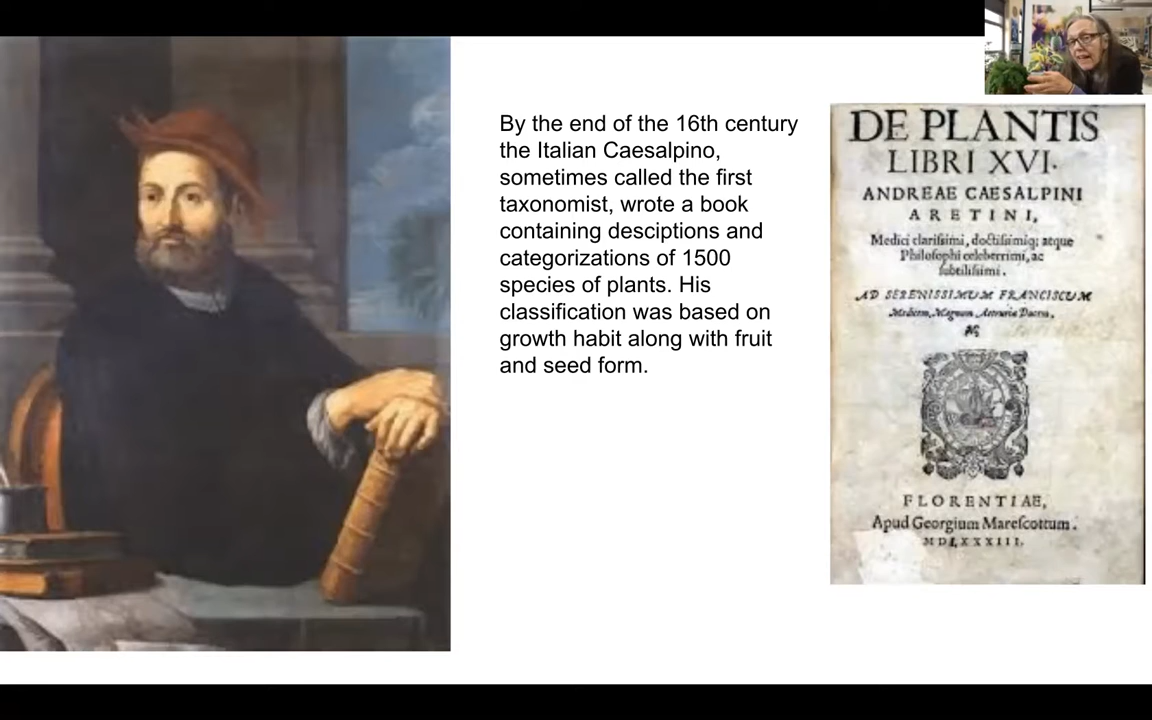 By the end of the 16th century
the Italian Caesalpino,
sometimes called the first
taxonomist, wrote a book
containing desciptions and
categorizations of 1500
species of plants. His
classification was based on
growth habit along with fruit
and seed form.
DE PLANTIS
LIBRI XVI.
ANDREAE CAESALPINI
ARETINI,
Medici clariſſimi, doctiſſimiq; atque
Philoſophi celeberrimi, ac
ſubtiliſſimi.
AD SERENISSIMUM FRANCISCUM
Medicem, Magnum Aetruriae Ducem.
FLORENTIAE,
Apud Georgium Mareſcottum.
MDLXXXIII.